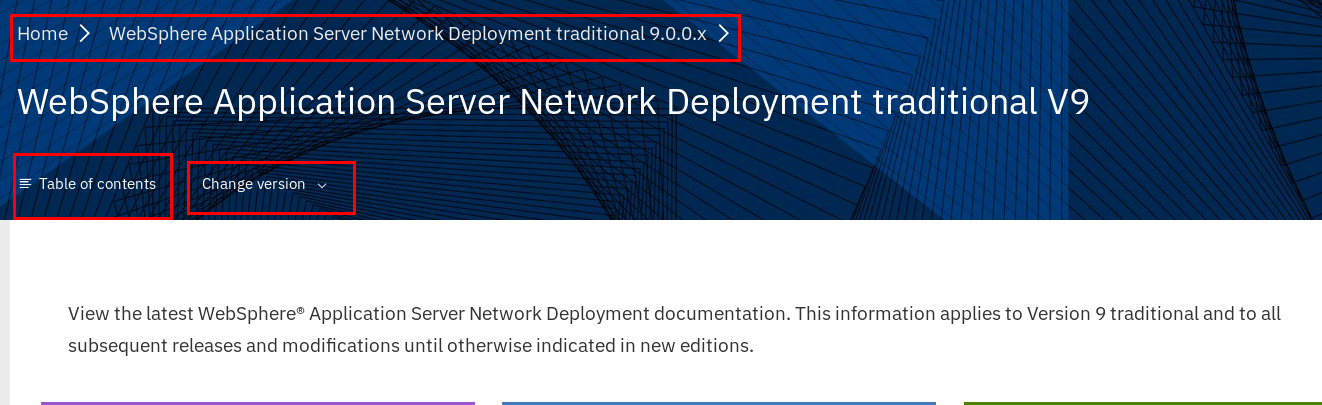 Home > WebSphere Application Server Network Deployment traditional 9.0.0.x >
WebSphere Application Server Network Deployment traditional V9
Table of contents Change version
View the latest WebSphere® Application Server Network Deployment documentation. This information applies to Version 9 traditional and to all
subsequent releases and modifications until otherwise indicated in new editions.